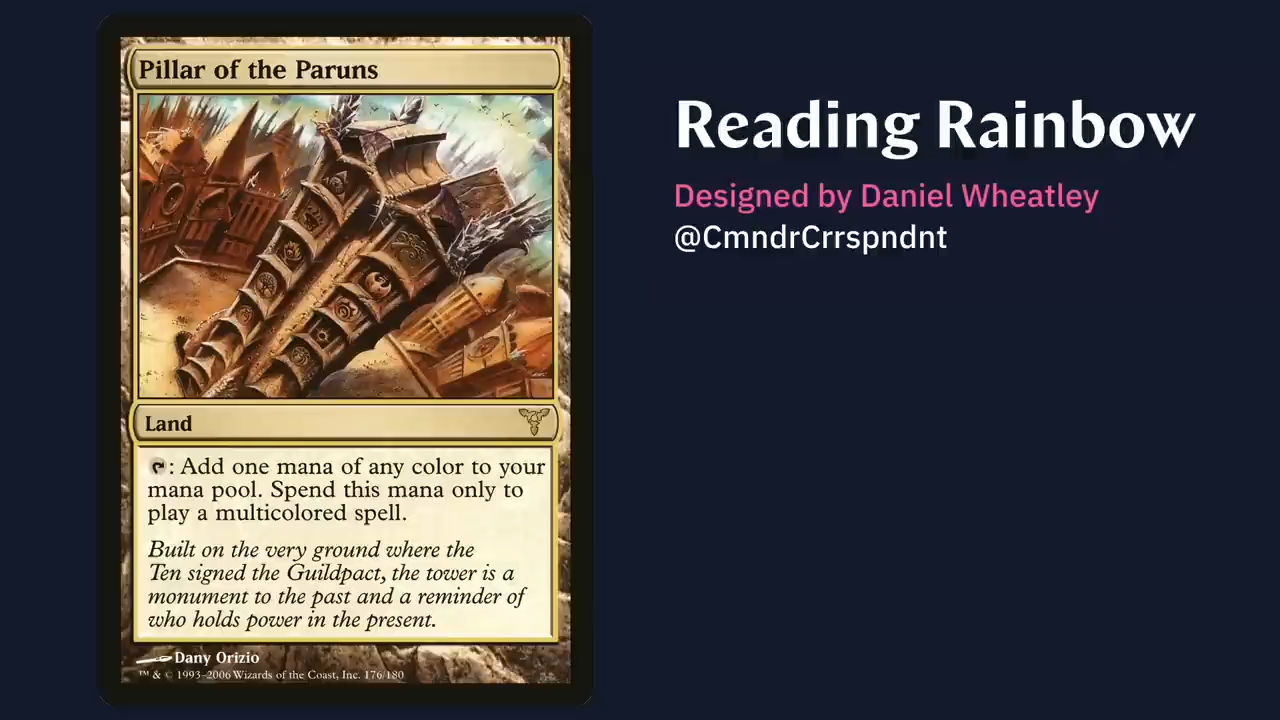 Pillar of the Paruns
Land
: Add one mana of any color to your
mana pool. Spend this mana only to
play a multicolored spell.
Built on the very ground where the
Ten signed the Guildpact, the tower is a
monument to the past and a reminder of
who holds power in the present.
Dany Orizio
™ & © 1993–2006 Wizards of the Coast, Inc. 176/180
Reading Rainbow
Designed by Daniel Wheatley
@CmndrCrrspndnt